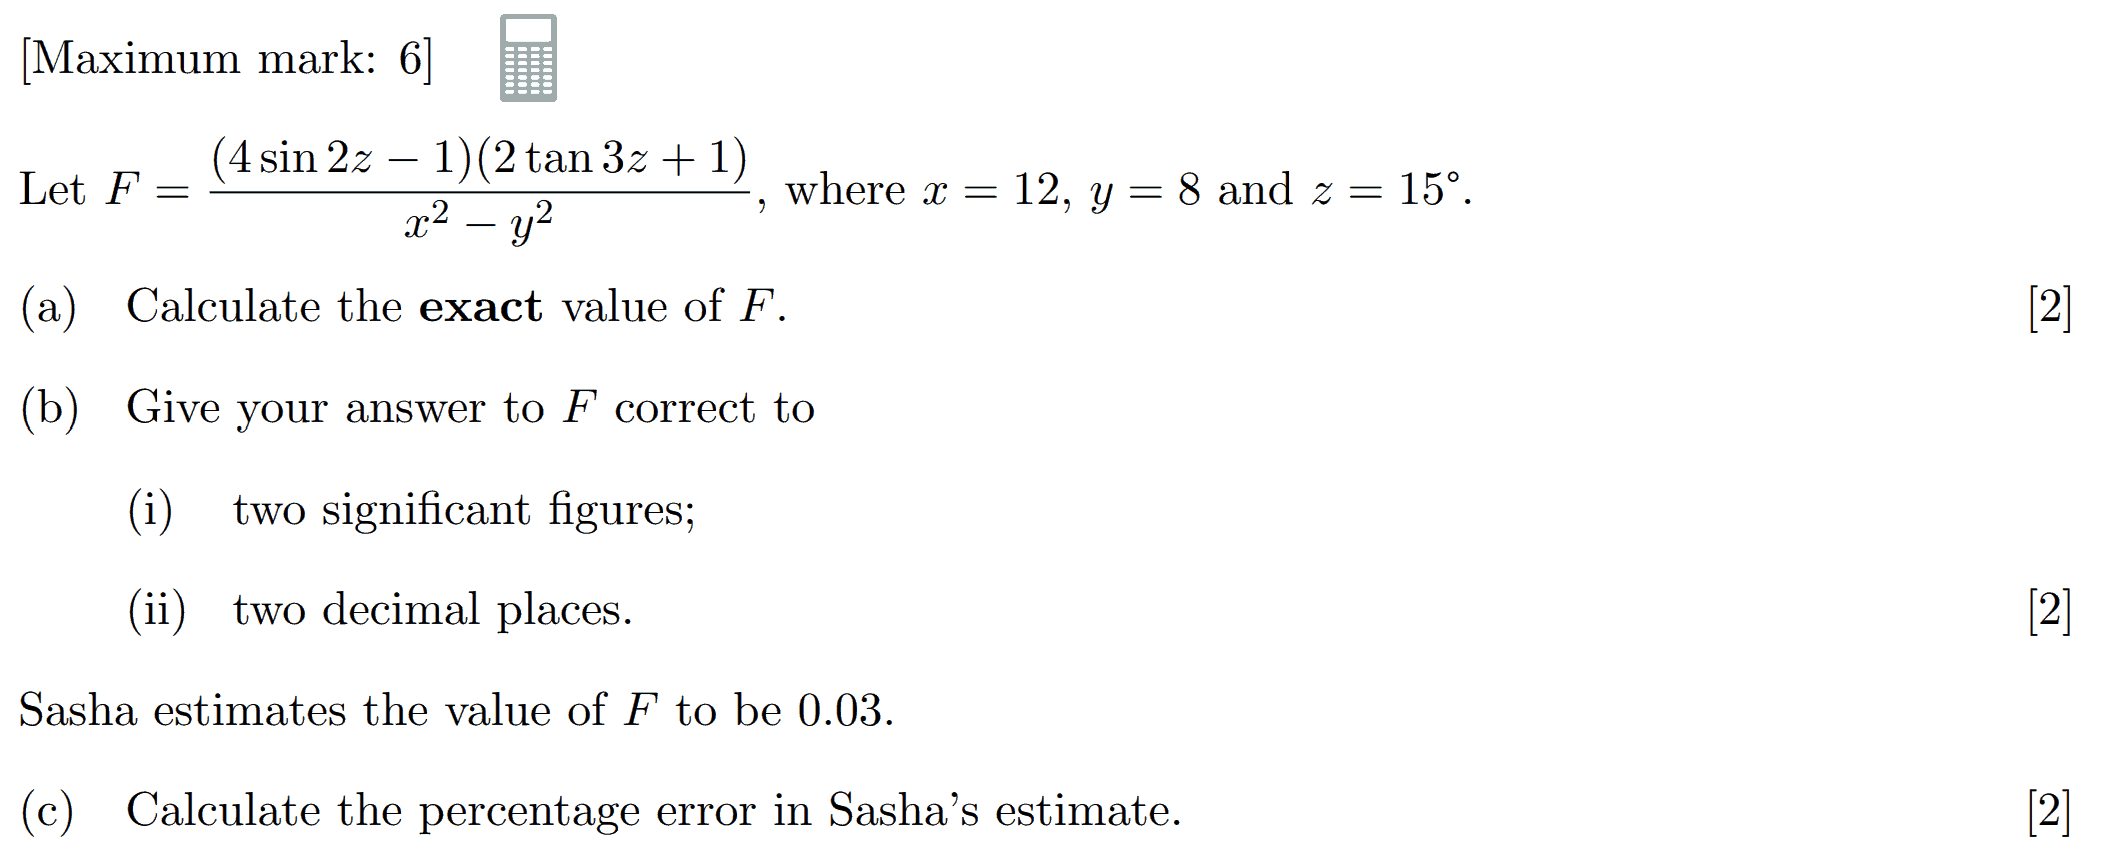 [Maximum mark: 6]
Let F = \frac{(4 sin 2z − 1)(2 tan 3z + 1)}{x² − y²}, where x = 12, y = 8 and z = 15°.
(a) Calculate the exact value of F. [2]
(b) Give your answer to F correct to
(i) two significant figures;
(ii) two decimal places. [2]
Sasha estimates the value of F to be 0.03.
(c) Calculate the percentage error in Sasha’s estimate. [2]